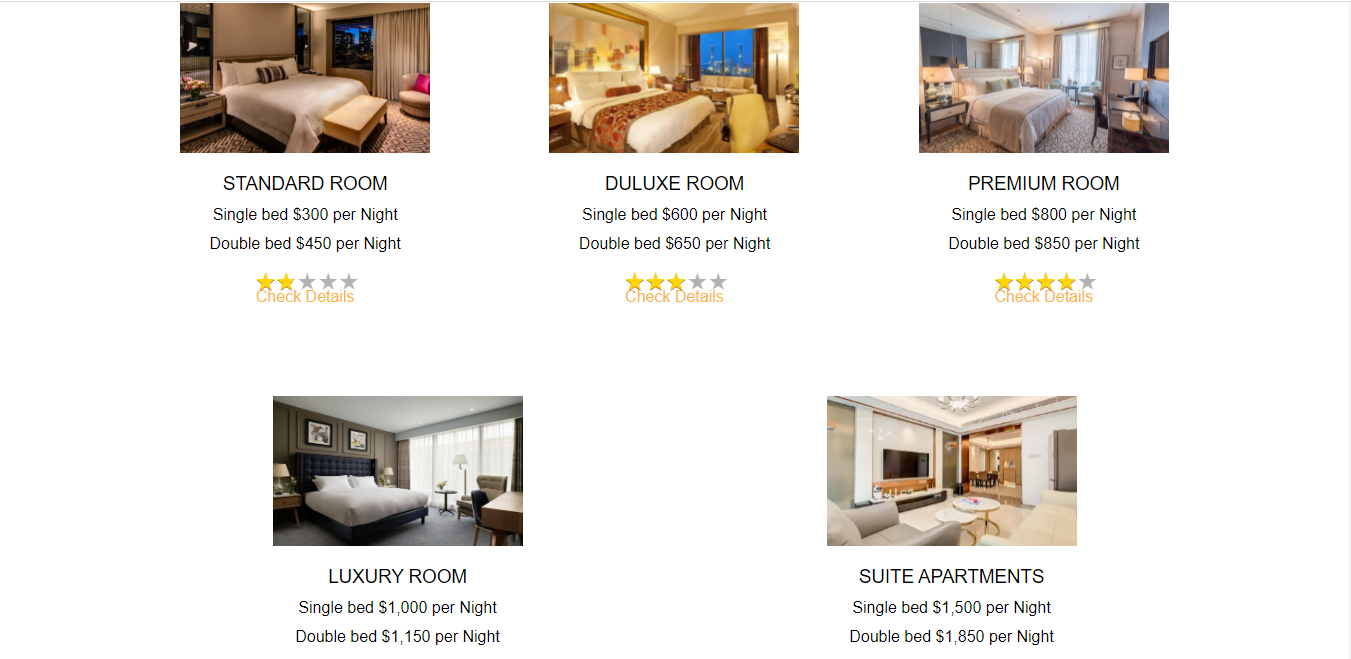 STANDARD ROOM
Single bed $300 per Night
Double bed $450 per Night
Check Details
DULUXE ROOM
Single bed $600 per Night
Double bed $650 per Night
Check Details
PREMIUM ROOM
Single bed $800 per Night
Double bed $850 per Night
Check Details
LUXURY ROOM
Single bed $1,000 per Night
Double bed $1,150 per Night
SUITE APARTMENTS
Single bed $1,500 per Night
Double bed $1,850 per Night